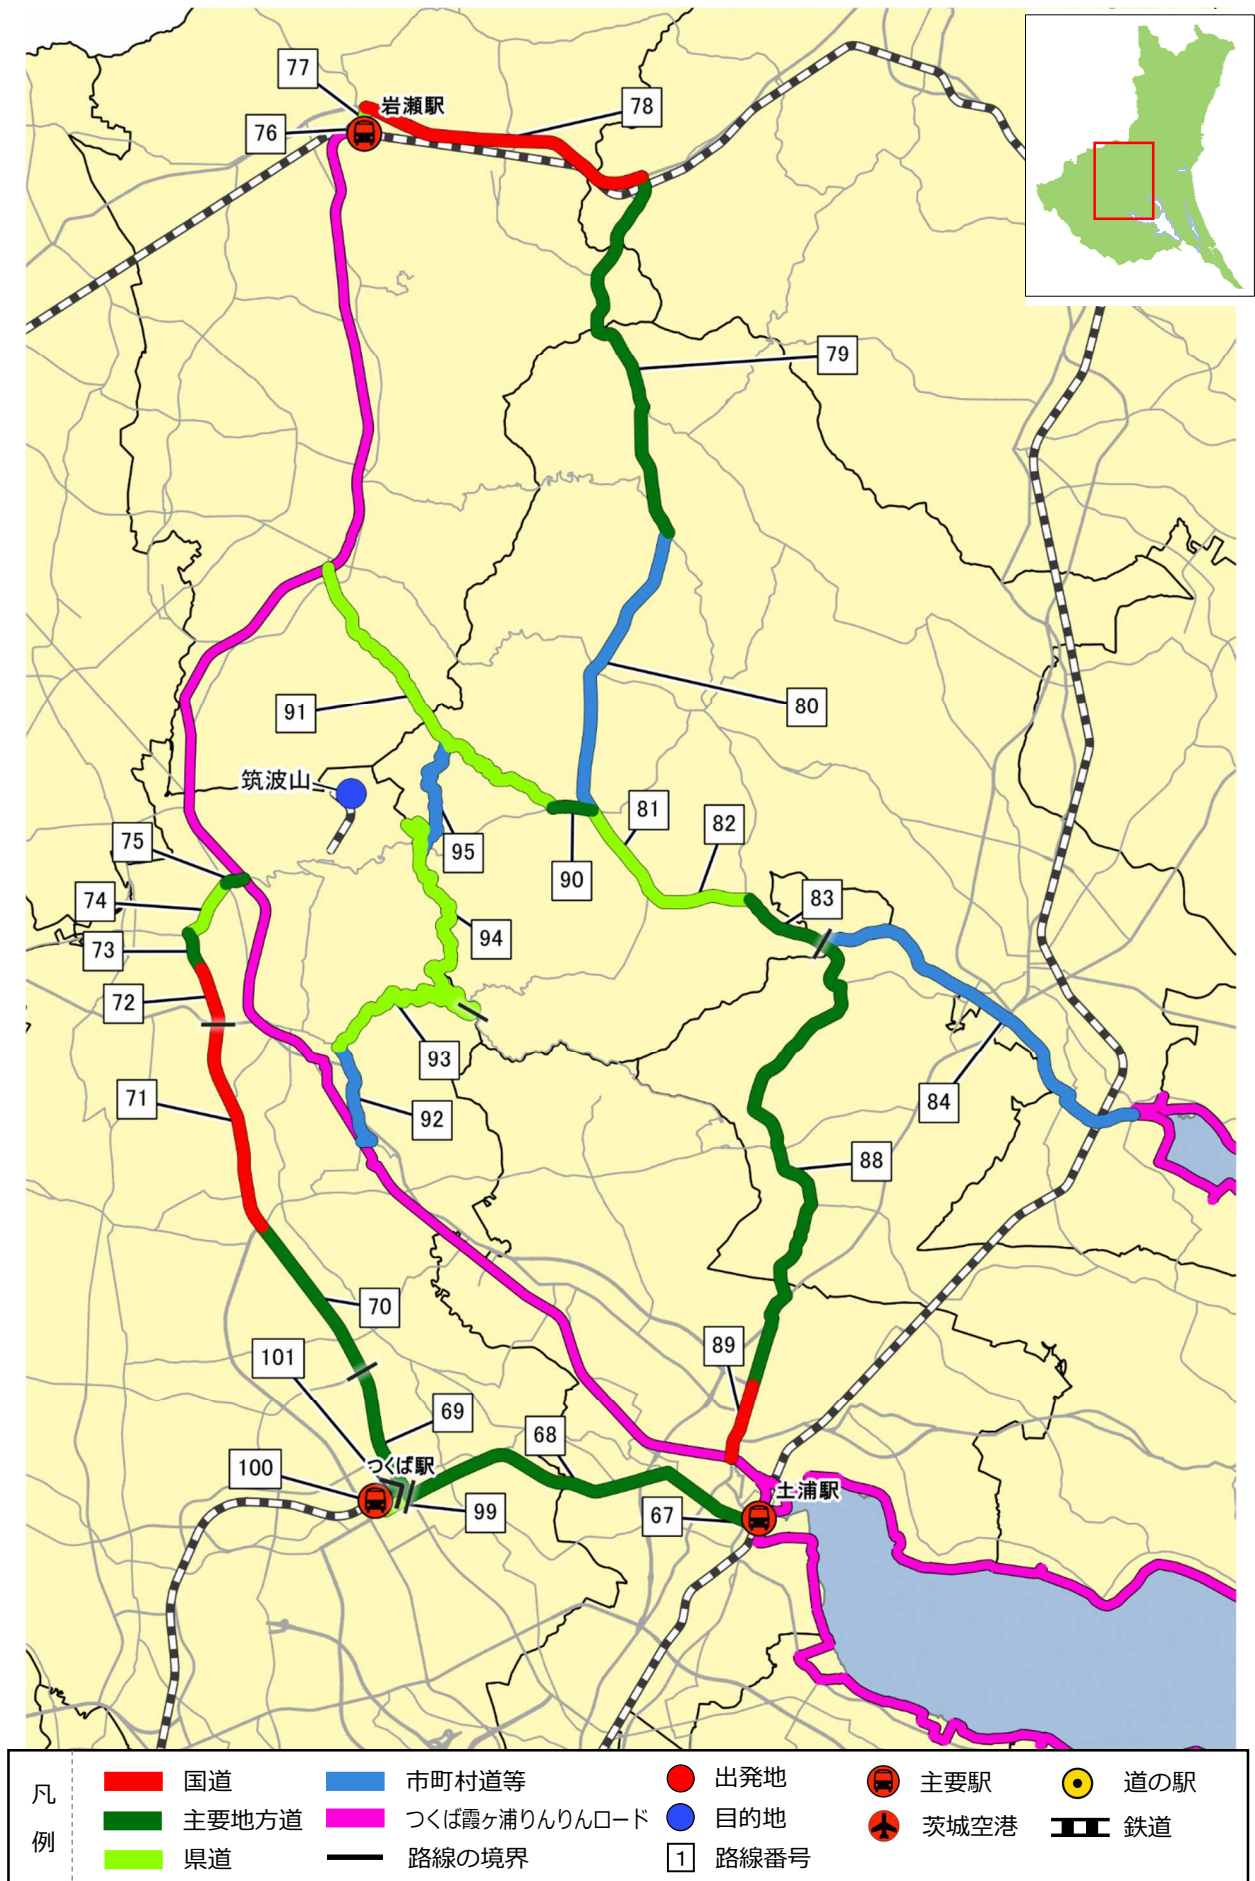 77
岩瀬駅
78
76
79
91
80
筑波山
75
95
81
82
90
74
83
73
94
72
93
71
92
84
88
70
101
89
69
68
つくば駅
100
99
67
土浦駅
凡例
国道
市町村道等
出発地
主要駅
道の駅
主要地方道
つくば霞ヶ浦りんりんロード
目的地
茨城空港
鉄道
県道
路線の境界
1
路線番号